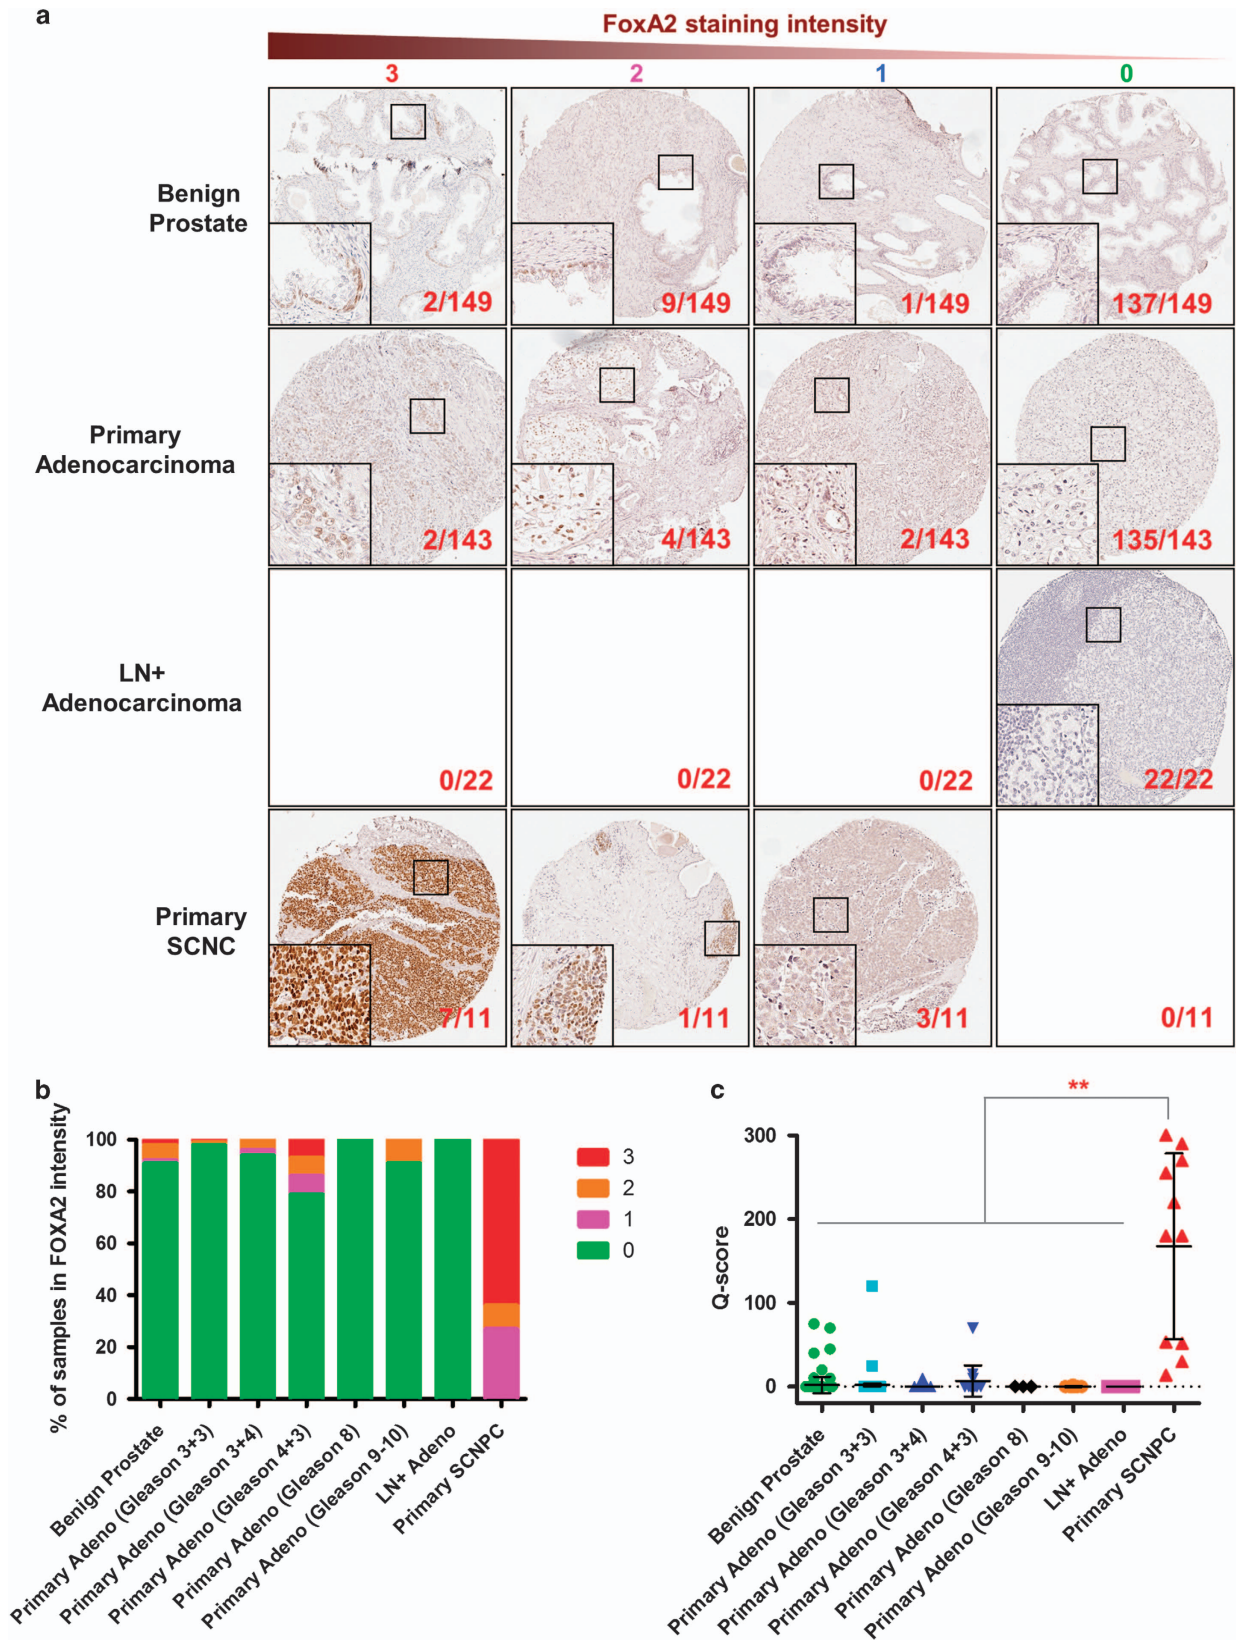 a
FoxA2 staining intensity
3 2 1 0
Benign
Prostate
2/149 9/149 1/149 137/149
Primary
Adenocarcinoma
2/143 4/143 2/143 135/143
LN+
Adenocarcinoma
0/22 0/22 0/22 22/22
Primary
SCNC
7/11 1/11 3/11 0/11
b
% of samples in FOXA2 intensity
100
80
60
40
20
0
3
2
1
0
Benign Prostate
Primary Adeno (Gleason 3+3)
Primary Adeno (Gleason 3+4)
Primary Adeno (Gleason 4+3)
Primary Adeno (Gleason 8)
Primary Adeno (Gleason 9-10)
LN+ Adeno
Primary SCNPC
c
**
Q-score
300
200
100
0
Benign Prostate
Primary Adeno (Gleason 3+3)
Primary Adeno (Gleason 3+4)
Primary Adeno (Gleason 4+3)
Primary Adeno (Gleason 8)
Primary Adeno (Gleason 9-10)
LN+ Adeno
Primary SCNPC